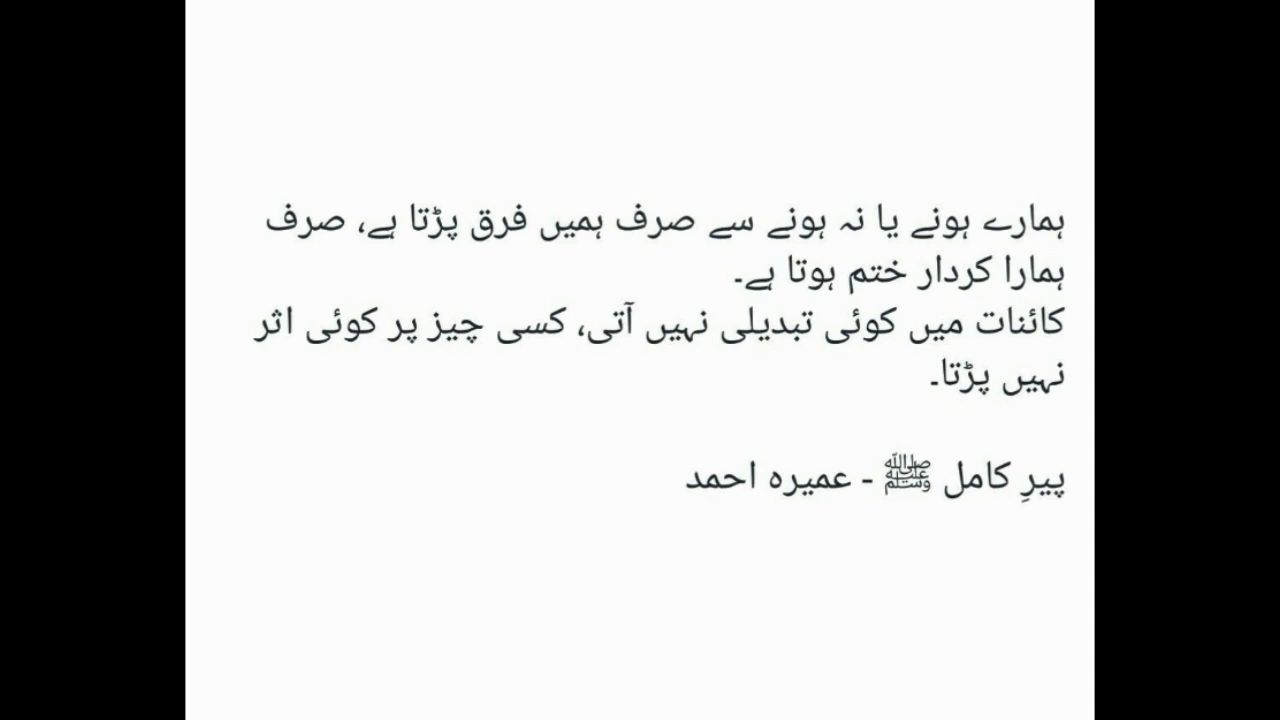 ہمارے ہونے یا نہ ہونے سے صرف ہمیں فرق پڑتا ہے، صرف
ہمارا کردار ختم ہوتا ہے۔
کائنات میں کوئی تبدیلی نہیں آتی، کسی چیز پر کوئی اثر
نہیں پڑتا۔
پیرِ کامل ﷺ - عمیرہ احمد